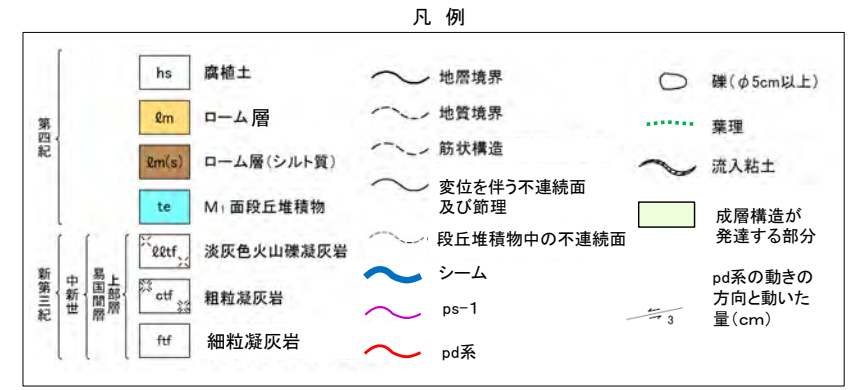 凡 例
第四紀
hs 腐植土
ℓm ローム層
ℓm(s) ローム層(シルト質)
te M₁面段丘堆積物
新第三紀
中新世
易国間層
上部層
ℓℓtf 淡灰色火山礫凝灰岩
ctf 粗粒凝灰岩
ftf 細粒凝灰岩
地層境界
地質境界
筋状構造
変位を伴う不連続面
及び節理
段丘堆積物中の不連続面
シーム
ps-1
pd系
礫(φ5cm以上)
葉理
流入粘土
成層構造が
発達する部分
pd系の動きの
方向と動いた
量(cm)
3